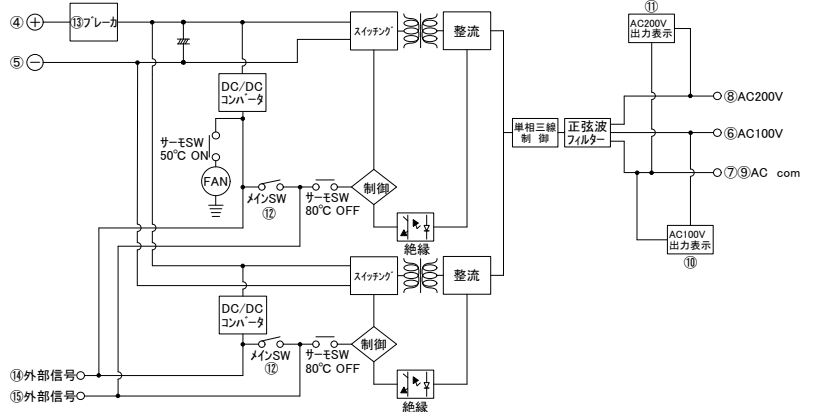 ④ + ⑬ブレーカ
⑤ −
スイッチング
整流
DC/DC
コンバータ
サーモSW
50℃ ON
FAN
メインSW
⑫
サーモSW
80℃ OFF
制御
絶縁
スイッチング
整流
DC/DC
コンバータ
メインSW
⑫
サーモSW
80℃ OFF
制御
絶縁
⑭外部信号
⑮外部信号
単相三線
制 御
正弦波
フィルター
⑪
AC200V
出力表示
⑧AC200V
⑥AC100V
⑦⑨AC com
AC100V
出力表示
⑩